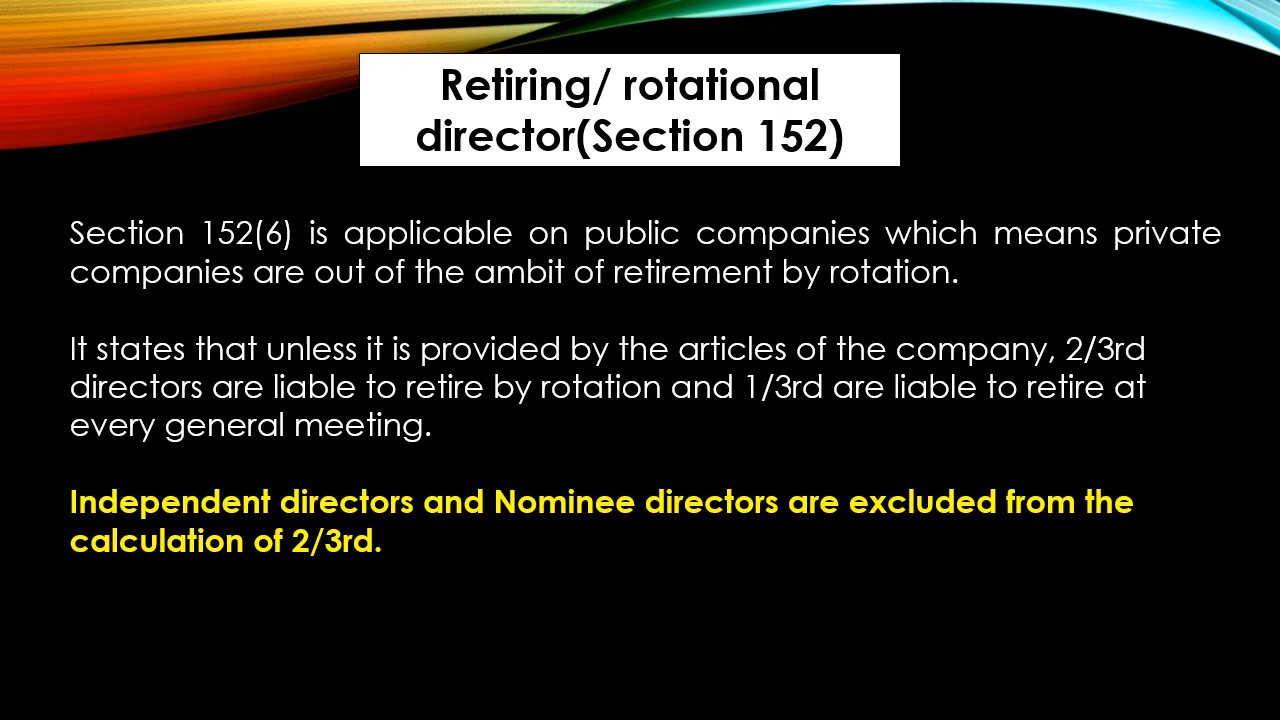 Retiring/ rotational
director(Section 152)
Section 152(6) is applicable on public companies which means private
companies are out of the ambit of retirement by rotation.
It states that unless it is provided by the articles of the company, 2/3rd
directors are liable to retire by rotation and 1/3rd are liable to retire at
every general meeting.
Independent directors and Nominee directors are excluded from the
calculation of 2/3rd.